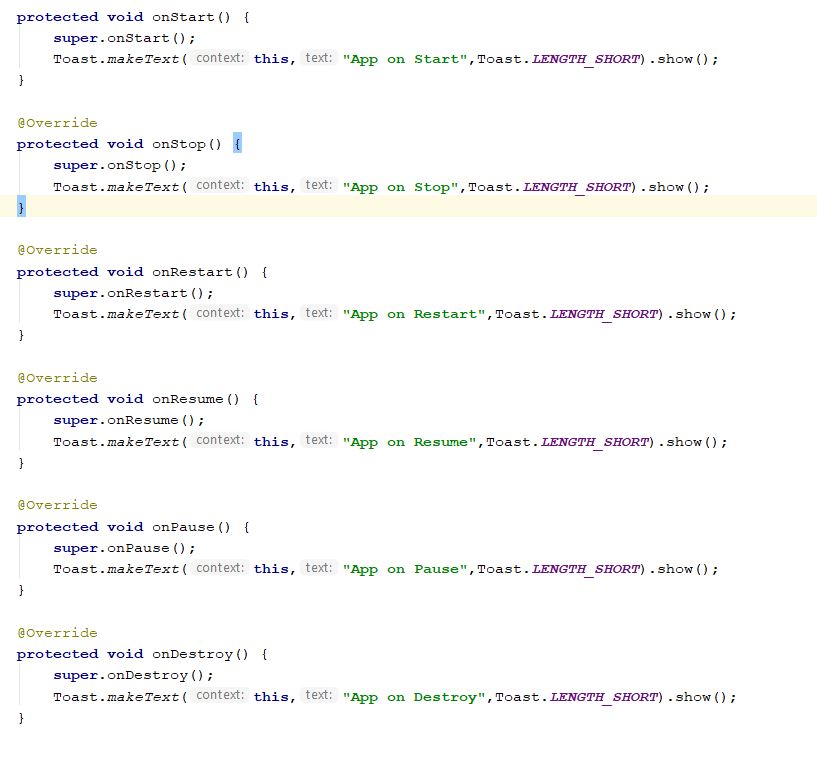 protected void onStart() {
super.onStart();
Toast.makeText( context: this, text: "App on Start",Toast.LENGTH_SHORT).show();
}
@Override
protected void onStop() {
super.onStop();
Toast.makeText( context: this, text: "App on Stop",Toast.LENGTH_SHORT).show();
}
@Override
protected void onRestart() {
super.onRestart();
Toast.makeText( context: this, text: "App on Restart",Toast.LENGTH_SHORT).show();
}
@Override
protected void onResume() {
super.onResume();
Toast.makeText( context: this, text: "App on Resume",Toast.LENGTH_SHORT).show();
}
@Override
protected void onPause() {
super.onPause();
Toast.makeText( context: this, text: "App on Pause",Toast.LENGTH_SHORT).show();
}
@Override
protected void onDestroy() {
super.onDestroy();
Toast.makeText( context: this, text: "App on Destroy",Toast.LENGTH_SHORT).show();
}